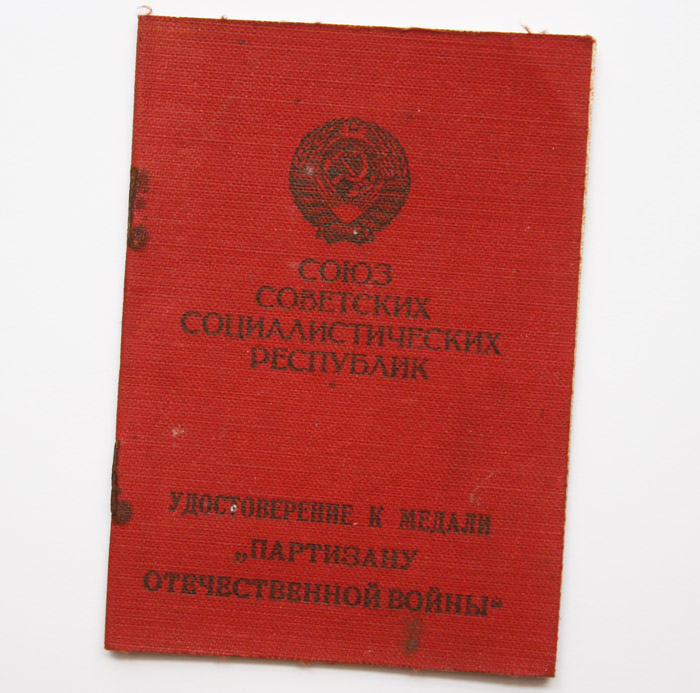 СОЮЗ
СОВЕТСКИХ
СОЦИАЛИСТИЧЕСКИХ
РЕСПУБЛИК
УДОСТОВЕРЕНИЕ К МЕДАЛИ
„ПАРТИЗАНУ
ОТЕЧЕСТВЕННОЙ ВОЙНЫ“